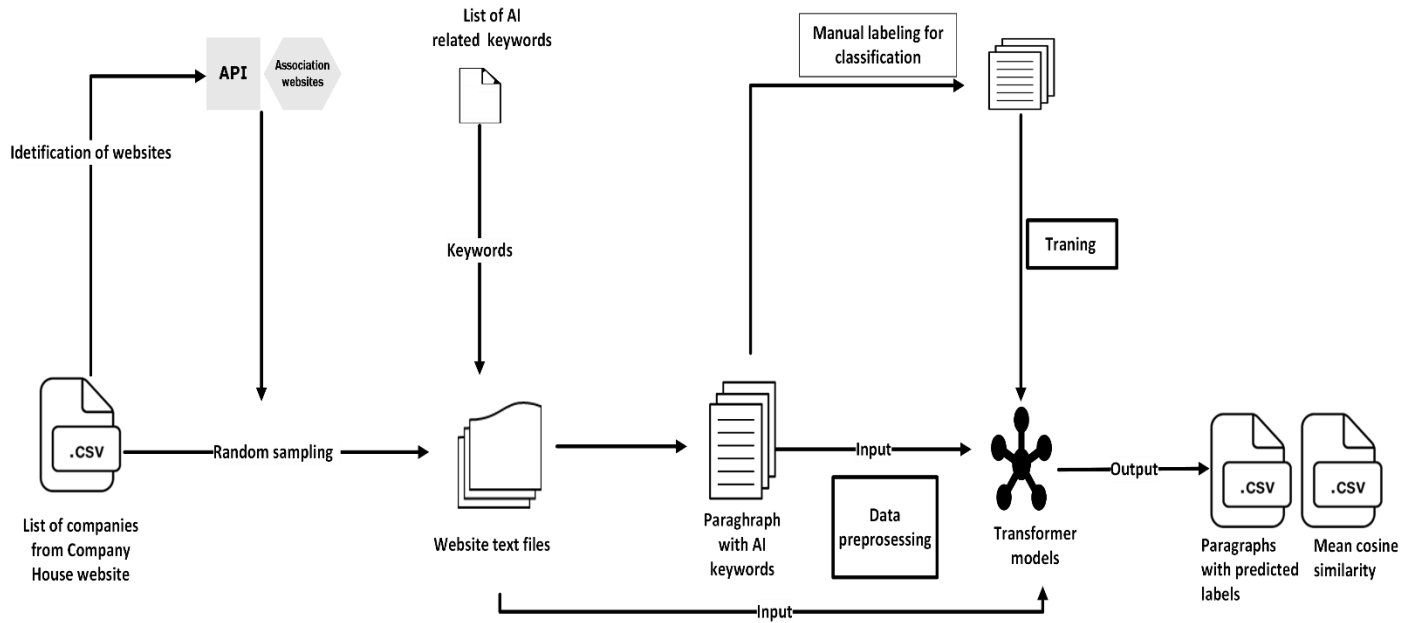 List of AI
related keywords
Manual labeling for
classification
API
Association
websites
Idetification of websites
Keywords
Traning
.CSV
Random sampling
Input
Output
.CSV
.CSV
List of companies
from Company
House website
Website text files
Paraghraph
with AI
keywords
Data
preprosessing
Transformer
models
Paragraphs
with predicted
labels
Mean cosine
similarity
Input